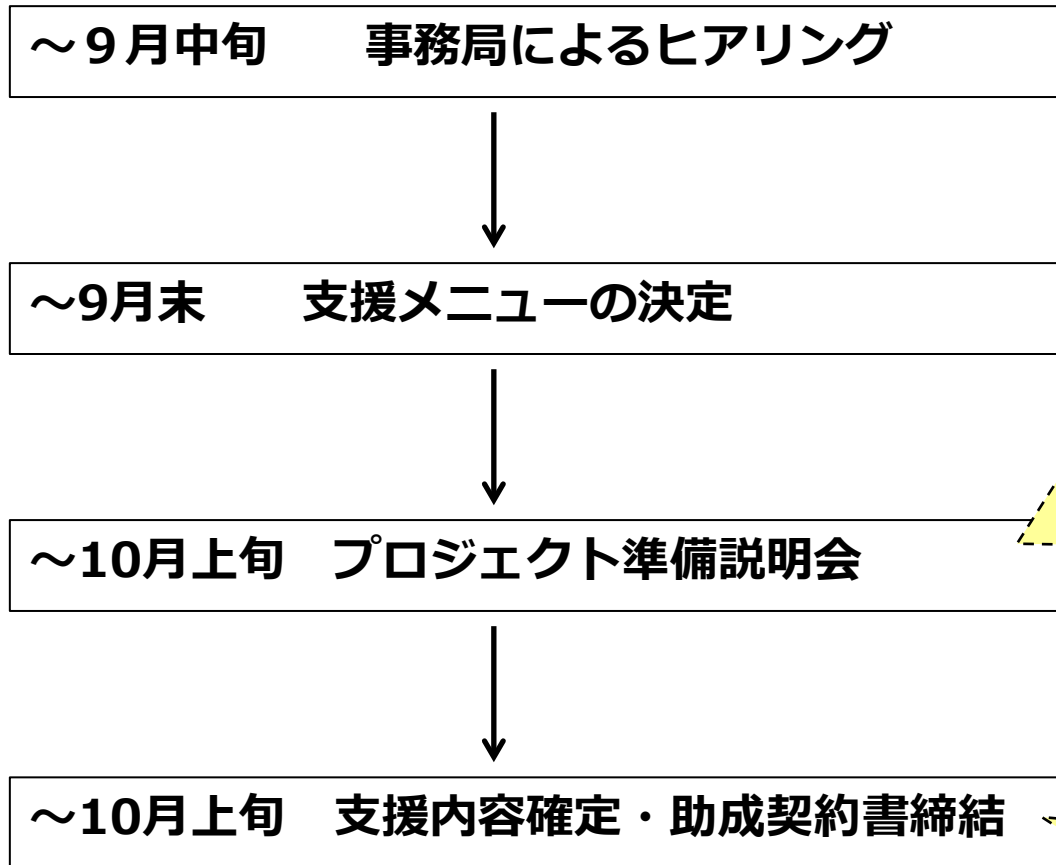 ～９月中旬　　事務局によるヒアリング
～9月末　　支援メニューの決定
～10月上旬　プロジェクト準備説明会
～10月上旬　支援内容確定・助成契約書締結